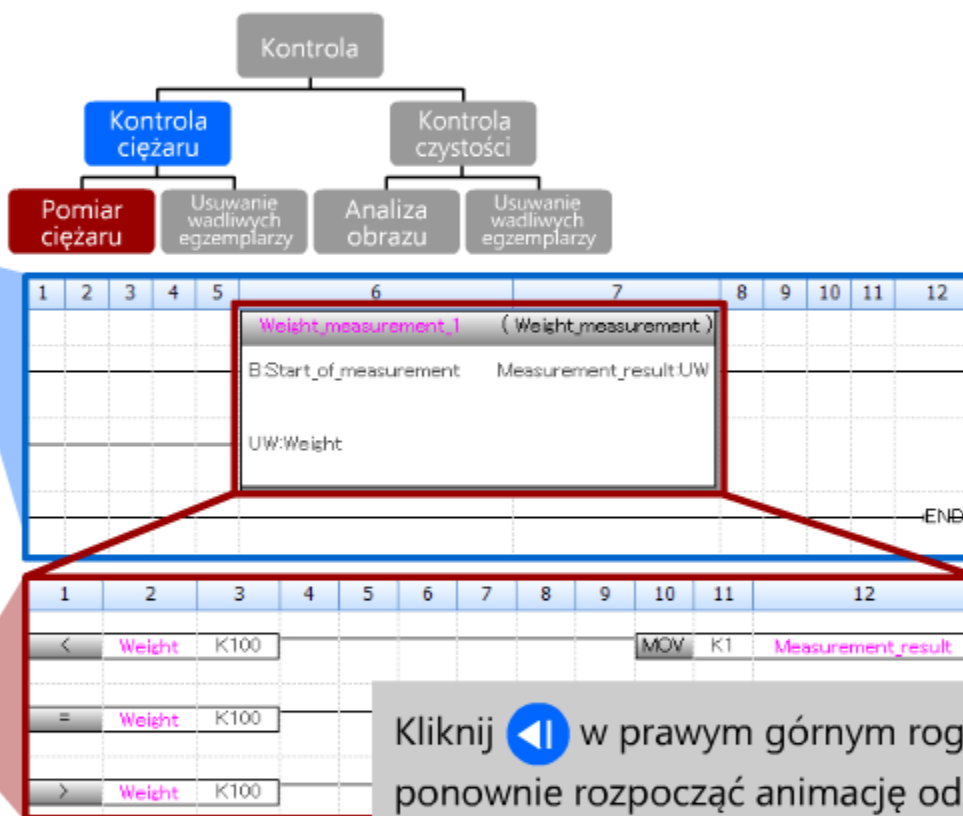 Kontrola
Kontrola
ciężaru
Kontrola
czystości
Pomiar
ciężaru
Usuwanie
wadliwych
egzemplarzy
Analiza
obrazu
Usuwanie
wadliwych
egzemplarzy
1 2 3 4 5 6 7 8 9 10 11 12
Weight_measurement_1 ( Weight_measurement )
B:Start_of_measurement Measurement_result:UW
UW:Weight
END
1 2 3 4 5 6 7 8 9 10 11 12
< Weight K100 MOV K1 Measurement_result
= Weight K100
> Weight K100
Kliknij w prawym górnym rog
ponownie rozpocząć animację od